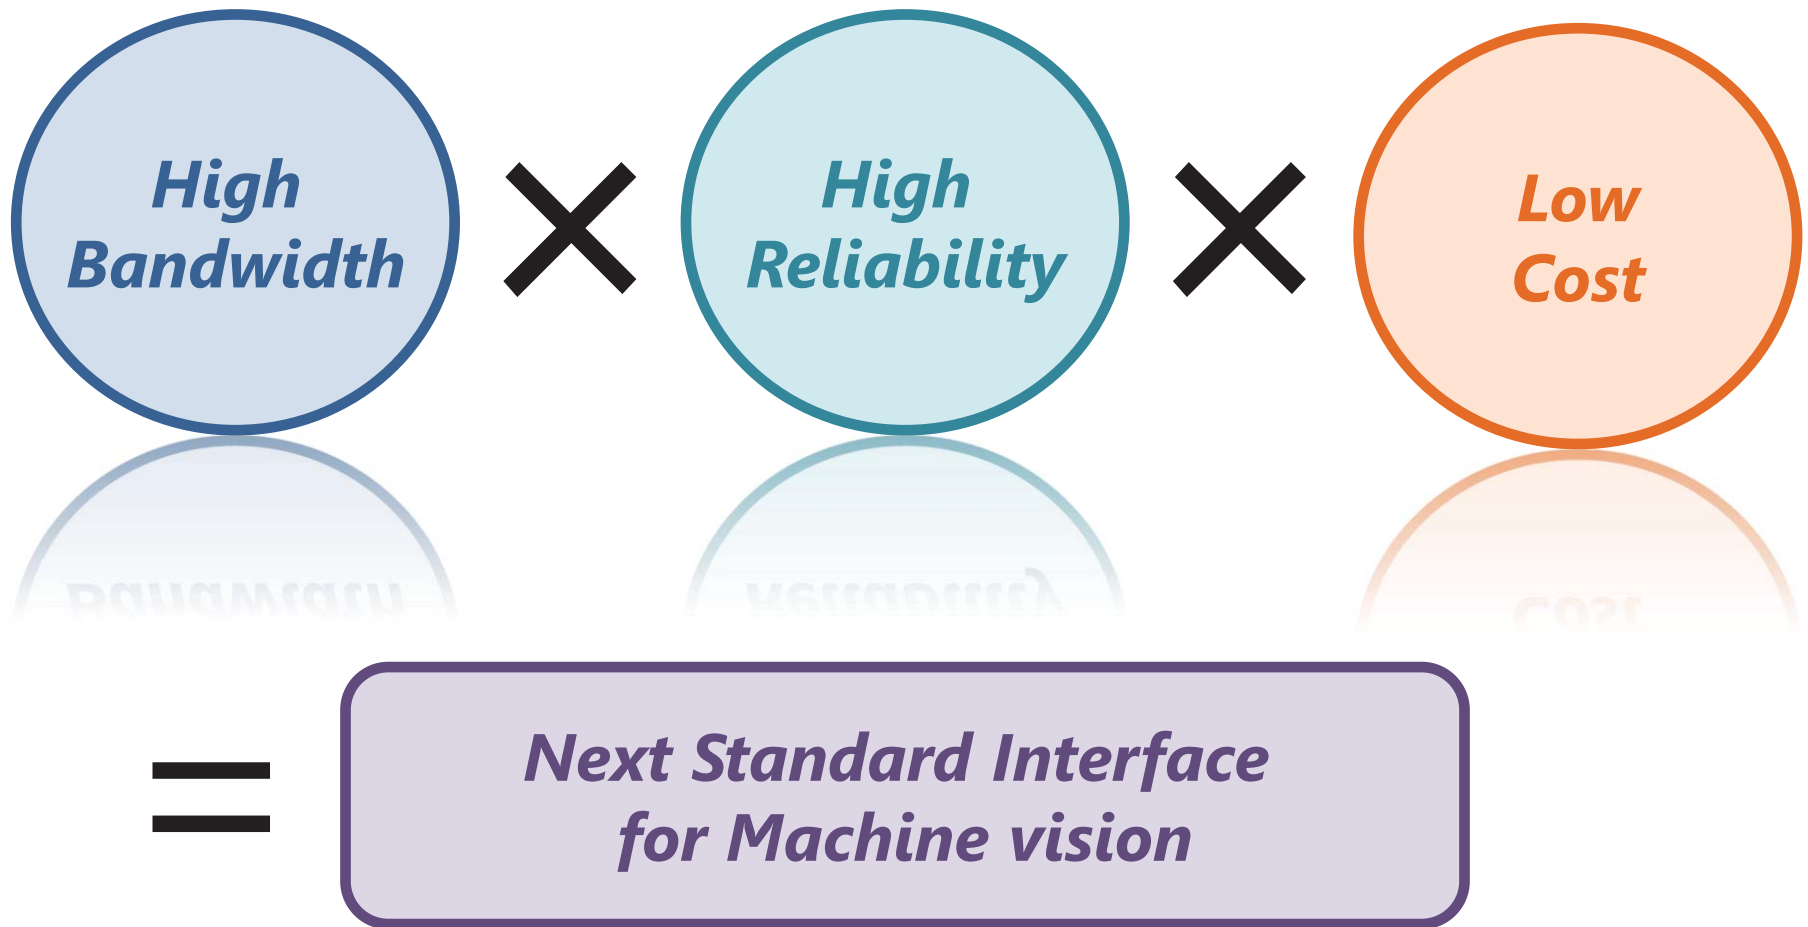 High
Bandwidth
×
High
Reliability
×
Low
Cost
=
Next Standard Interface
for Machine vision